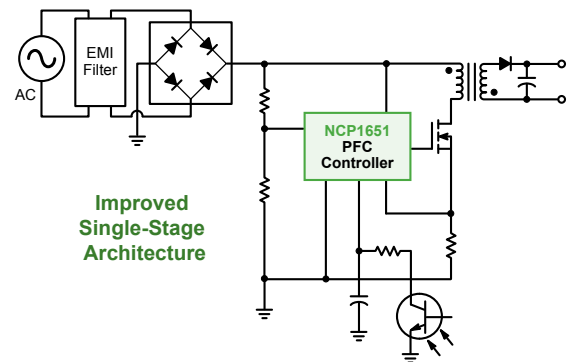 EMI
Filter
AC
NCP1651
PFC
Controller
Improved
Single-Stage
Architecture